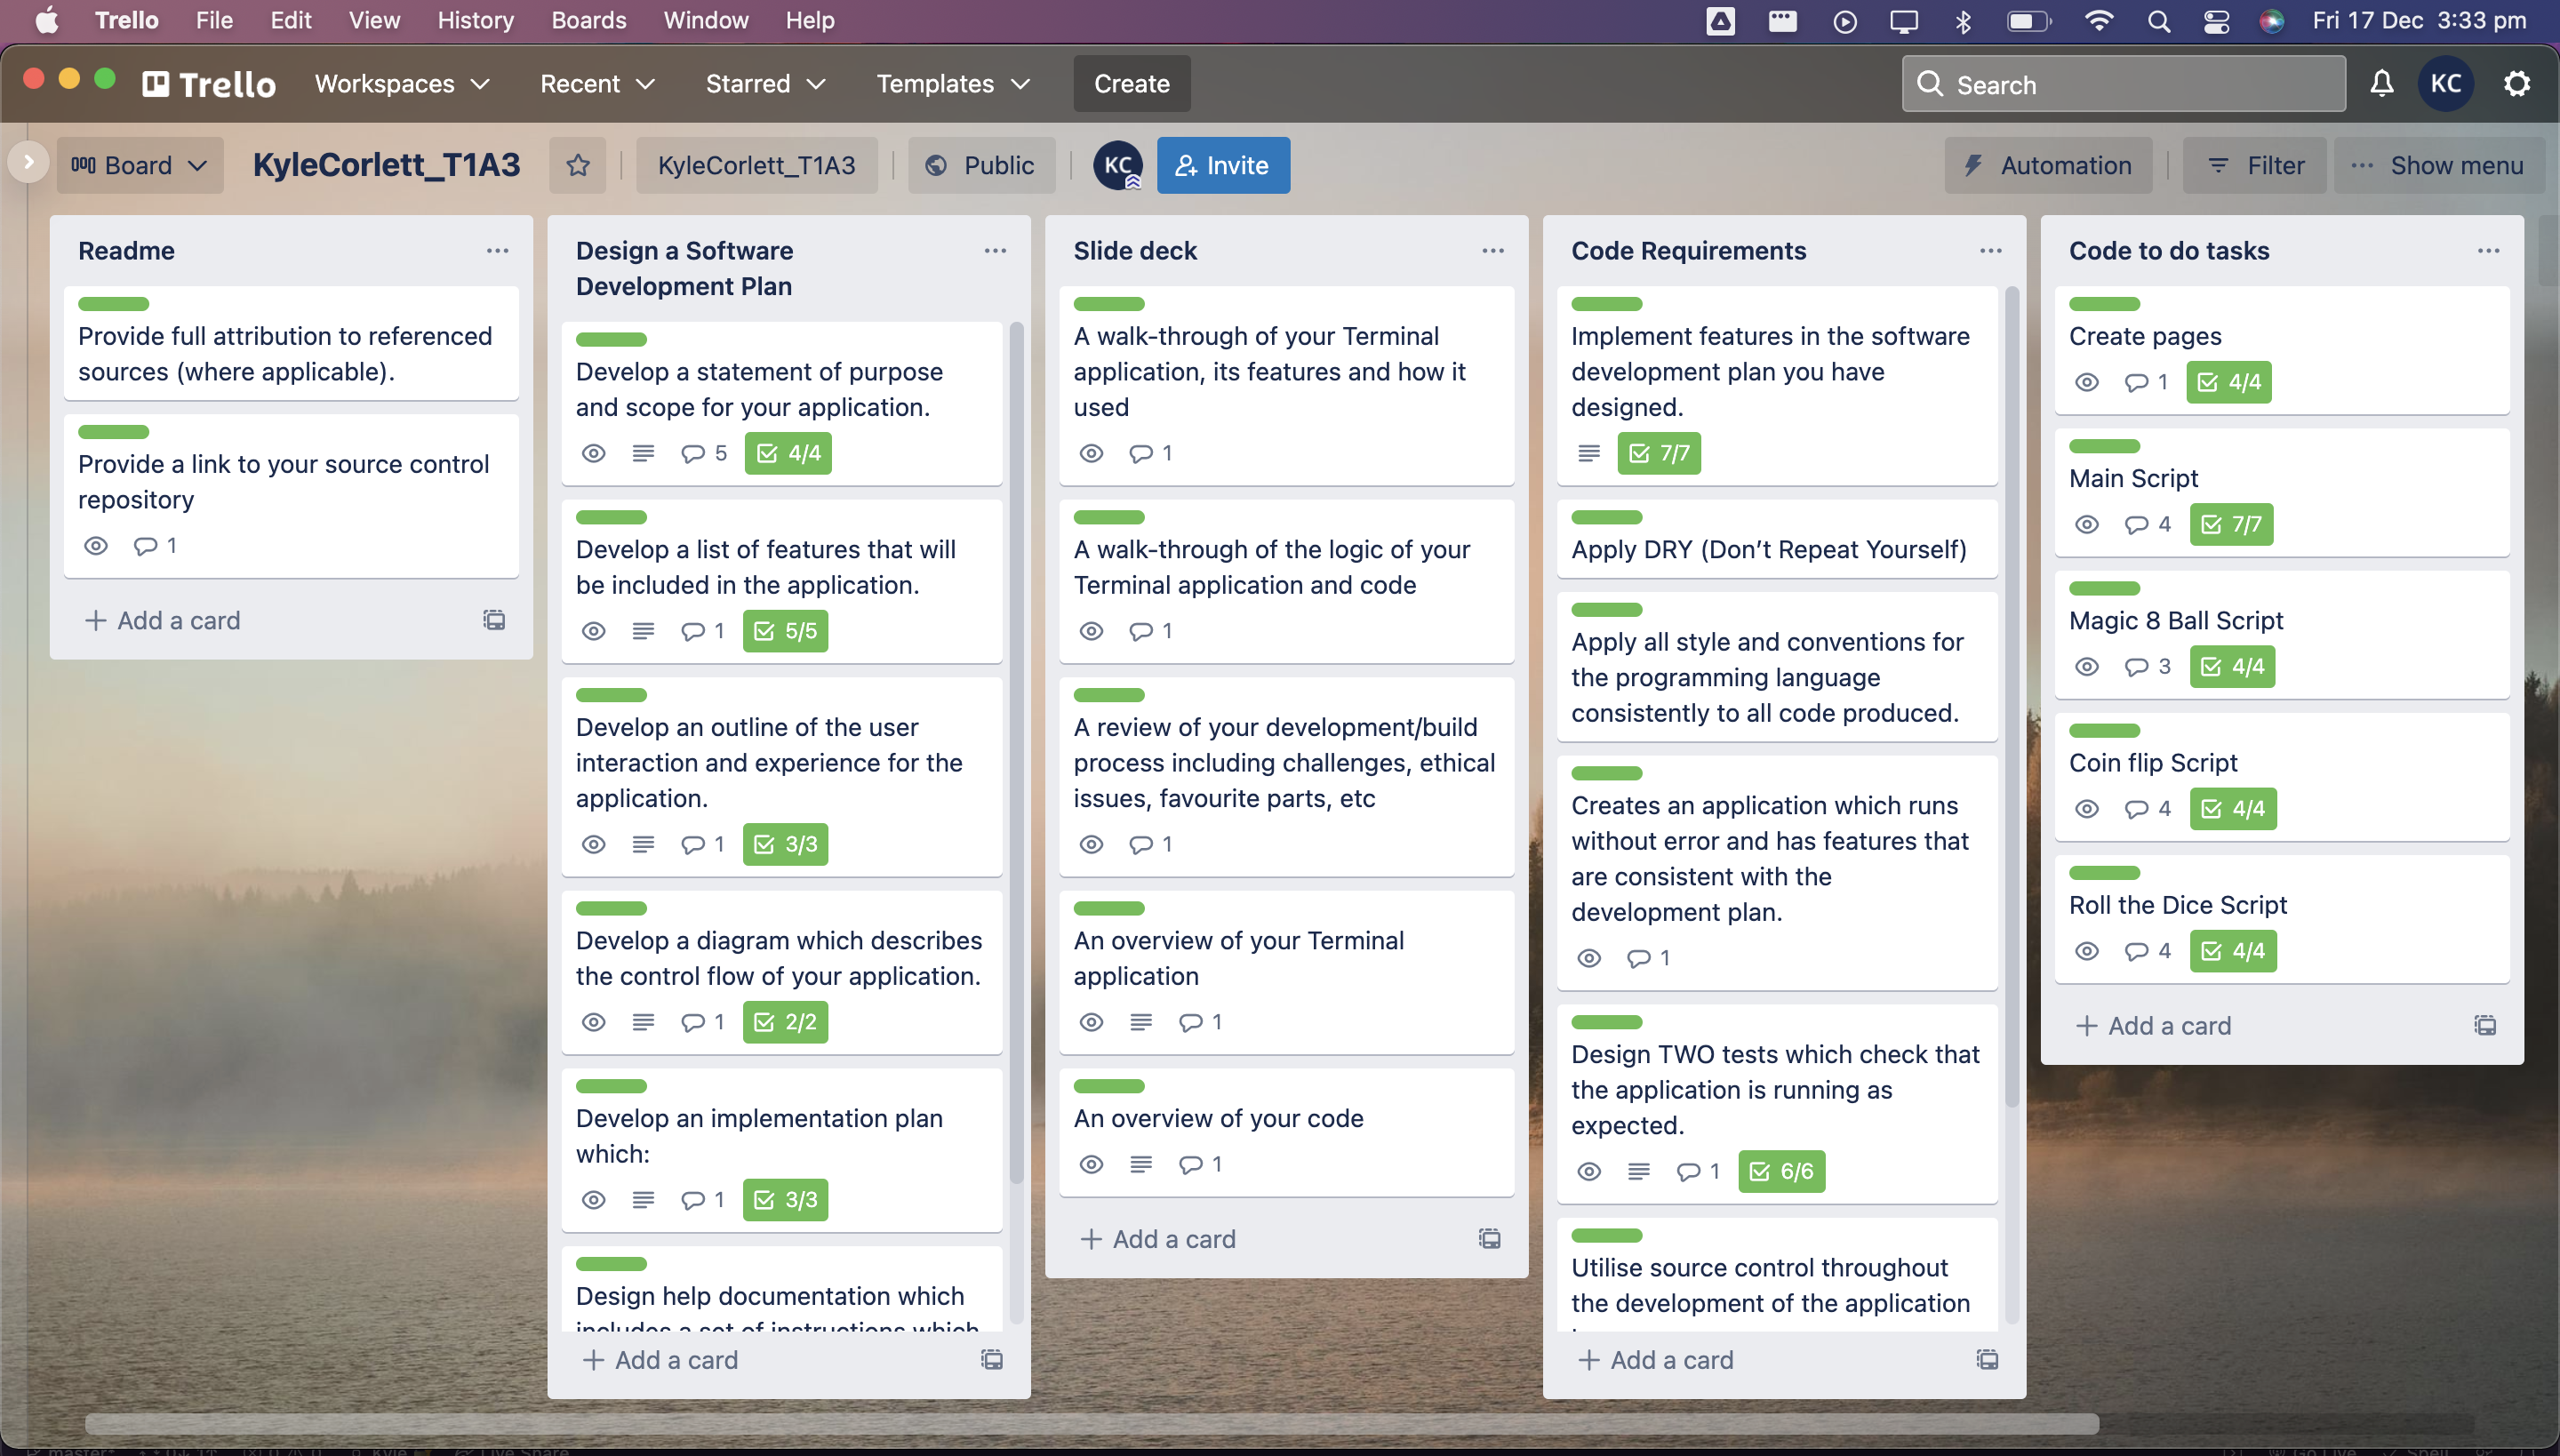 Trello File Edit View History Boards Window Help Fri 17 Dec 3:33 pm
Trello Workspaces Recent Starred Templates Create Search KC
Board KyleCorlett_T1A3 KyleCorlett_T1A3 Public KC Invite Automation Filter Show menu
Readme
Provide full attribution to referenced
sources (where applicable).
Provide a link to your source control
repository
1
+ Add a card
Design a Software
Development Plan
Develop a statement of purpose
and scope for your application.
5 4/4
Develop a list of features that will
be included in the application.
1 5/5
Develop an outline of the user
interaction and experience for the
application.
1 3/3
Develop a diagram which describes
the control flow of your application.
1 2/2
Develop an implementation plan
which:
1 3/3
Design help documentation which
includes a set of instructions which
+ Add a card
Slide deck
A walk-through of your Terminal
application, its features and how it
used
1
A walk-through of the logic of your
Terminal application and code
1
A review of your development/build
process including challenges, ethical
issues, favourite parts, etc
1
An overview of your Terminal
application
1
An overview of your code
1
+ Add a card
Code Requirements
Implement features in the software
development plan you have
designed.
7/7
Apply DRY (Don’t Repeat Yourself)
Apply all style and conventions for
the programming language
consistently to all code produced.
Creates an application which runs
without error and has features that
are consistent with the
development plan.
1
Design TWO tests which check that
the application is running as
expected.
1 6/6
Utilise source control throughout
the development of the application
+ Add a card
Code to do tasks
Create pages
1 4/4
Main Script
4 7/7
Magic 8 Ball Script
3 4/4
Coin flip Script
4 4/4
Roll the Dice Script
4 4/4
+ Add a card